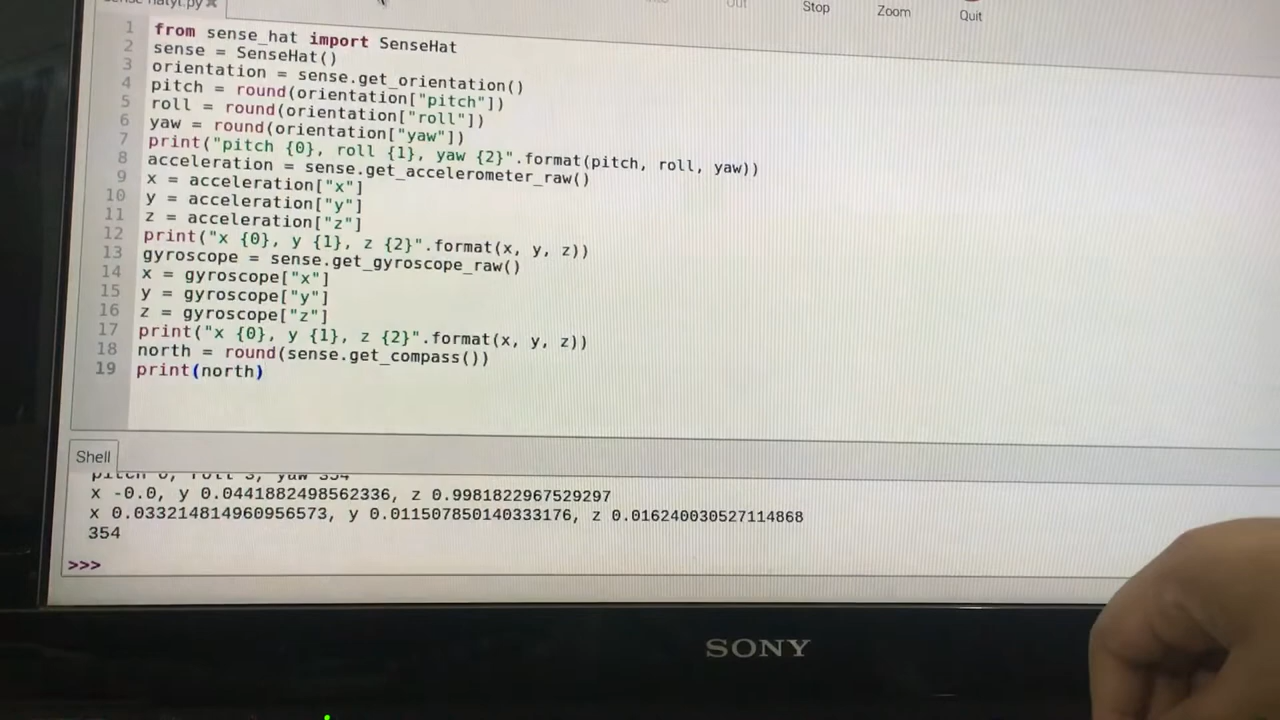 Stop Zoom Quit
1 from sense_hat import SenseHat
2 sense = SenseHat()
3 orientation = sense.get_orientation()
4 pitch = round(orientation["pitch"])
5 roll = round(orientation["roll"])
6 yaw = round(orientation["yaw"])
7 print("pitch {0}, roll {1}, yaw {2}".format(pitch, roll, yaw))
8 acceleration = sense.get_accelerometer_raw()
9 x = acceleration["x"]
10 y = acceleration["y"]
11 z = acceleration["z"]
12 print("x {0}, y {1}, z {2}".format(x, y, z))
13 gyroscope = sense.get_gyroscope_raw()
14 x = gyroscope["x"]
15 y = gyroscope["y"]
16 z = gyroscope["z"]
17 print("x {0}, y {1}, z {2}".format(x, y, z))
18 north = round(sense.get_compass())
19 print(north)
Shell
x -0.0, y 0.0441882498562336, z 0.9981822967529297
x 0.033214814960956573, y 0.011507850140333176, z 0.016240030527114868
354
>>>
SONY